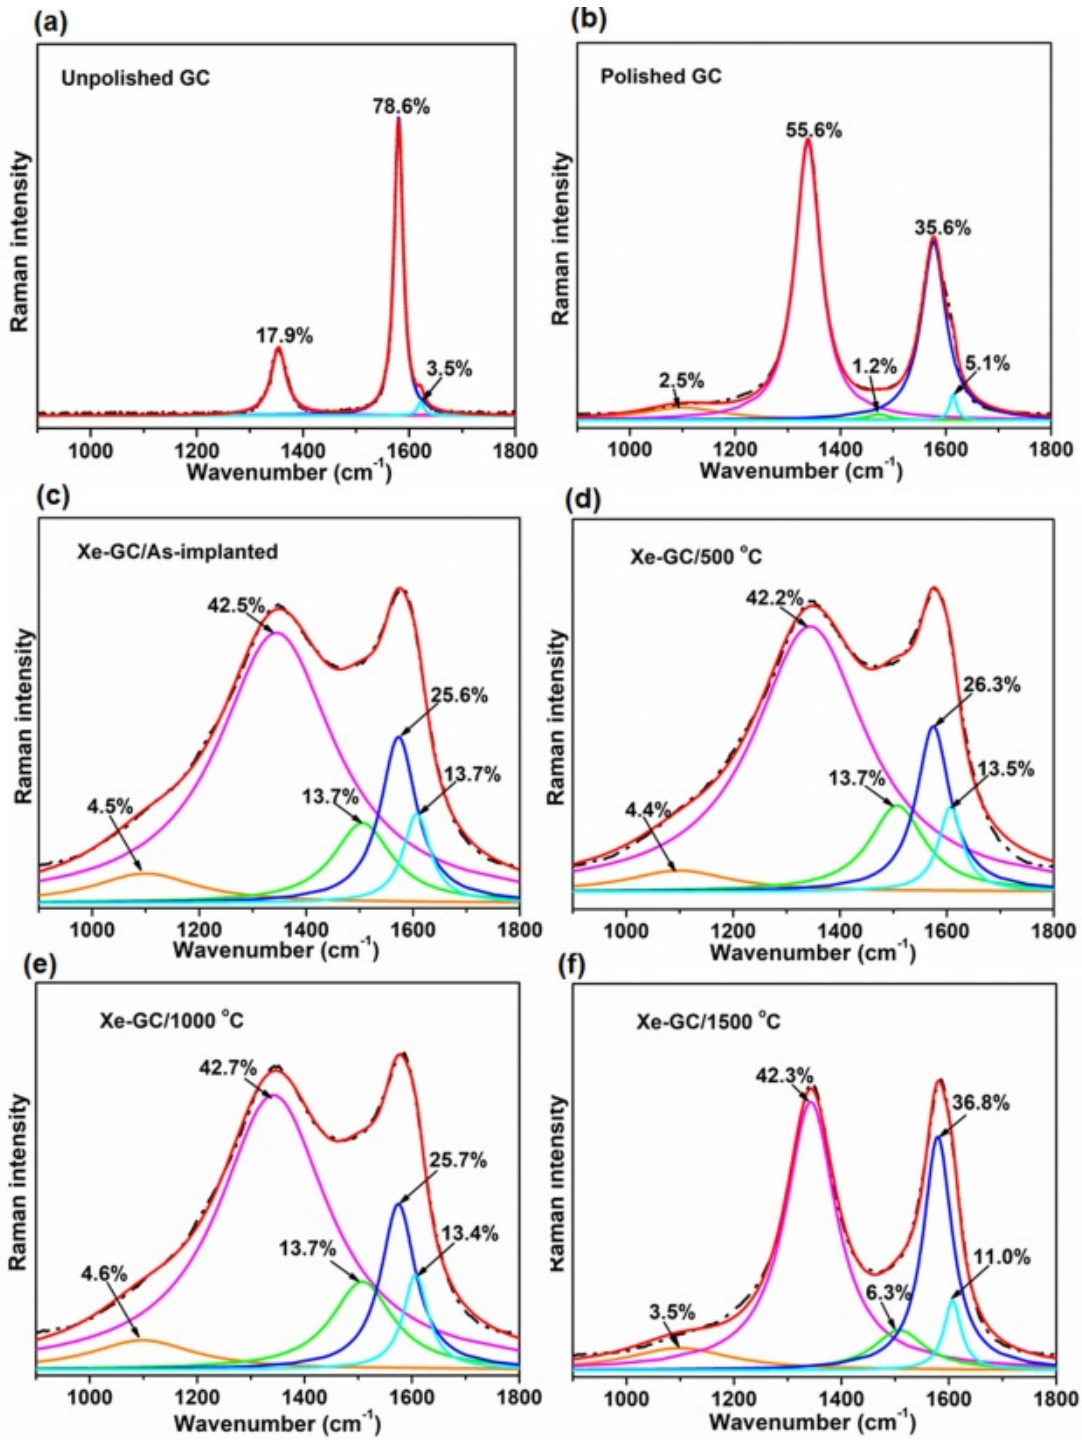 (a)
Unpolished GC
78.6%
17.9%
3.5%
Raman intensity
1000 1200 1400 1600 1800
Wavenumber (cm-1)
(b)
Polished GC
55.6%
35.6%
2.5%
1.2%
5.1%
Raman intensity
1000 1200 1400 1600 1800
Wavenumber (cm-1)
(c)
Xe-GC/As-implanted
42.5%
25.6%
13.7%
13.7%
4.5%
Raman intensity
1000 1200 1400 1600 1800
Wavenumber (cm-1)
(d)
Xe-GC/500 °C
42.2%
26.3%
13.7%
13.5%
4.4%
Raman intensity
1000 1200 1400 1600 1800
Wavenumber (cm-1)
(e)
Xe-GC/1000 °C
42.7%
25.7%
13.7%
13.4%
4.6%
Raman intensity
1000 1200 1400 1600 1800
Wavenumber (cm-1)
(f)
Xe-GC/1500 °C
42.3%
36.8%
11.0%
6.3%
3.5%
Raman intensity
1000 1200 1400 1600 1800
Wavenumber (cm-1)